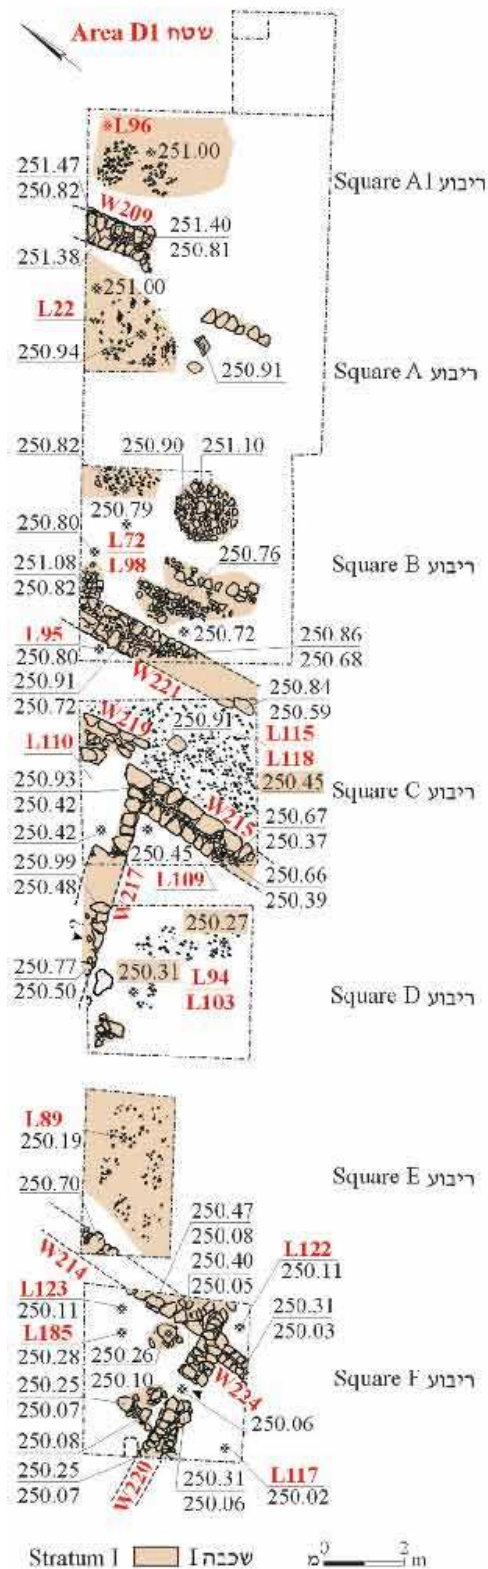 Area D1 שטח
L96
251.00
251.47
250.82
Square A1 ריבוע
W209
251.40
250.81
251.38
251.00
L22
250.94
250.91
Square A ריבוע
250.82
250.90
251.10
250.79
250.80
L72
L98
250.76
251.08
250.82
Square B ריבוע
L95
250.72
250.86
250.68
250.80
250.91
250.72
W221
250.84
250.59
W219
250.91
L115
L118
L110
250.45
250.93
250.42
Square C ריבוע
W215
250.67
250.37
250.42
250.45
250.99
250.48
W217
L109
250.66
250.39
?
250.27
250.31
L94
L103
250.77
250.50
Square D ריבוע
L89
250.19
250.70
Square E ריבוע
250.47
250.08
W214
250.40
250.05
L122
250.11
L123
250.11
L185
250.31
250.03
250.28
250.26
250.10
250.25
250.07
W224
Square F ריבוע
250.06
250.08
250.25
250.07
W220
250.31
250.06
L117
250.02
Stratum I שכבה I
0 2
מ m